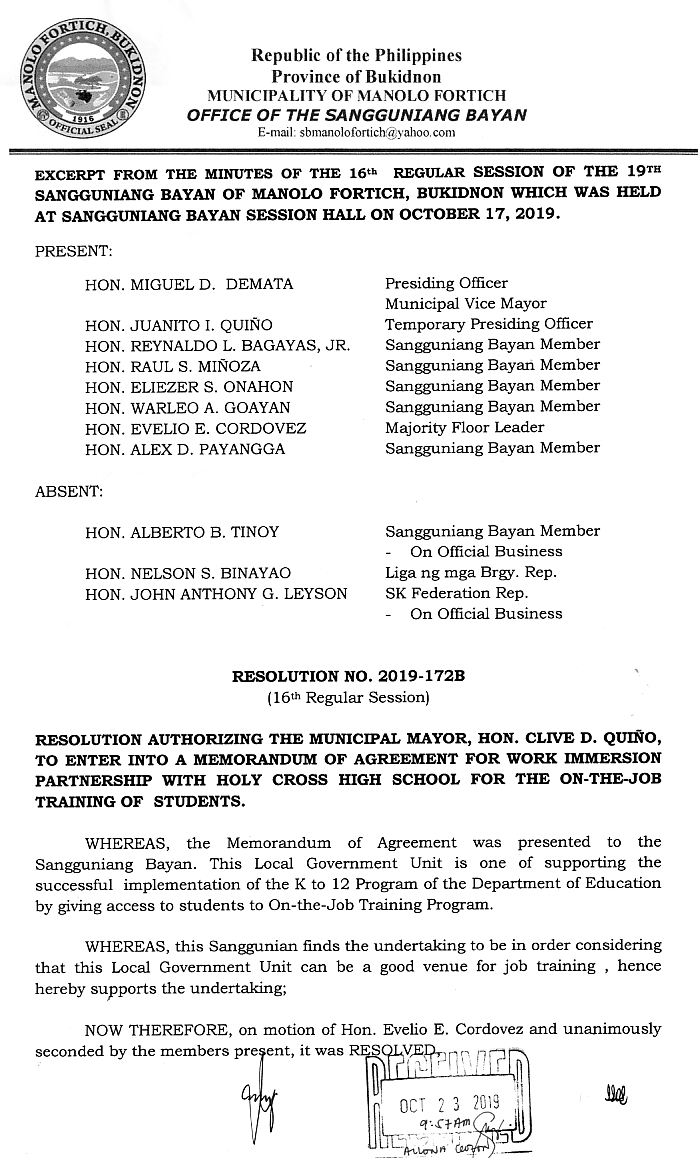 MANOLO FORTICH, BUKIDNON
1916
OFFICIAL SEAL
Republic of the Philippines
Province of Bukidnon
MUNICIPALITY OF MANOLO FORTICH
OFFICE OF THE SANGGUNIANG BAYAN
E-mail: sbmanolofortich@yahoo.com
EXCERPT FROM THE MINUTES OF THE 16th REGULAR SESSION OF THE 19TH
SANGGUNIANG BAYAN OF MANOLO FORTICH, BUKIDNON WHICH WAS HELD
AT SANGGUNIANG BAYAN SESSION HALL ON OCTOBER 17, 2019.
PRESENT:
HON. MIGUEL D. DEMATA Presiding Officer
Municipal Vice Mayor
HON. JUANITO I. QUIÑO Temporary Presiding Officer
HON. REYNALDO L. BAGAYAS, JR. Sangguniang Bayan Member
HON. RAUL S. MIÑOZA Sangguniang Bayan Member
HON. ELIEZER S. ONAHON Sangguniang Bayan Member
HON. WARLEO A. GOAYAN Sangguniang Bayan Member
HON. EVELIO E. CORDOVEZ Majority Floor Leader
HON. ALEX D. PAYANGGA Sangguniang Bayan Member
ABSENT:
HON. ALBERTO B. TINOY Sangguniang Bayan Member
- On Official Business
HON. NELSON S. BINAYAO Liga ng mga Brgy. Rep.
HON. JOHN ANTHONY G. LEYSON SK Federation Rep.
- On Official Business
RESOLUTION NO. 2019-172B
(16th Regular Session)
RESOLUTION AUTHORIZING THE MUNICIPAL MAYOR, HON. CLIVE D. QUIÑO,
TO ENTER INTO A MEMORANDUM OF AGREEMENT FOR WORK IMMERSION
PARTNERSHIP WITH HOLY CROSS HIGH SCHOOL FOR THE ON-THE-JOB
TRAINING OF STUDENTS.
WHEREAS, the Memorandum of Agreement was presented to the
Sangguniang Bayan. This Local Government Unit is one of supporting the
successful implementation of the K to 12 Program of the Department of Education
by giving access to students to On-the-Job Training Program.
WHEREAS, this Sanggunian finds the undertaking to be in order considering
that this Local Government Unit can be a good venue for job training , hence
hereby supports the undertaking;
NOW THEREFORE, on motion of Hon. Evelio E. Cordovez and unanimously
seconded by the members present, it was RESOLVED,
OCT 23 2019
9:57AM